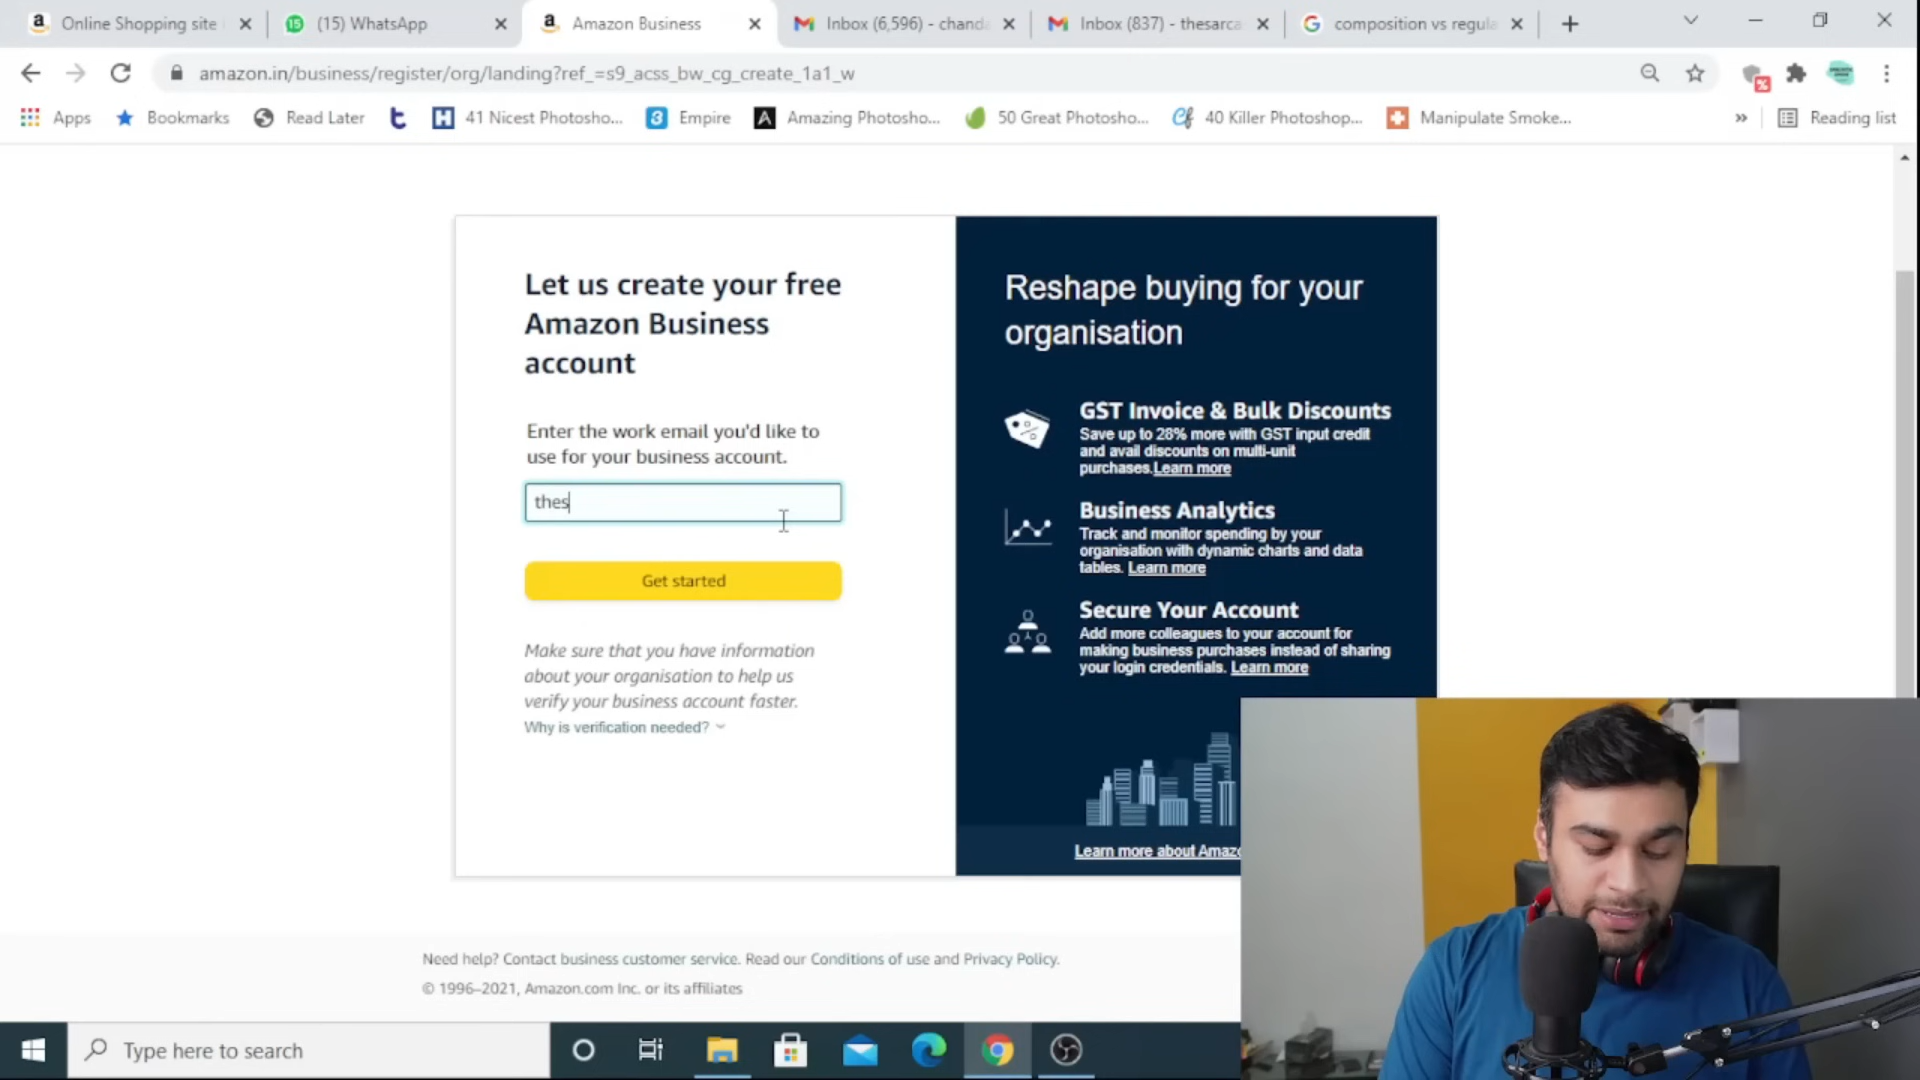 Online Shopping site
(15) WhatsApp
Amazon Business
Inbox (6,596) - chanda
Inbox (837) - thesarca
composition vs regula
amazon.in/business/register/org/landing?ref_=s9_acss_bw_cg_create_1a1_w
Apps
Bookmarks
Read Later
41 Nicest Photosho...
Empire
Amazing Photosho...
50 Great Photosho...
40 Killer Photoshop...
Manipulate Smoke...
»
Reading list
Let us create your free
Amazon Business
account
Enter the work email you'd like to
use for your business account.
thes
Get started
Make sure that you have information
about your organisation to help us
verify your business account faster.
Why is verification needed?
Reshape buying for your
organisation
GST Invoice & Bulk Discounts
Save up to 28% more with GST input credit
and avail discounts on multi-unit
purchases.Learn more
Business Analytics
Track and monitor spending by your
organisation with dynamic charts and data
tables. Learn more
Secure Your Account
Add more colleagues to your account for
making business purchases instead of sharing
your login credentials. Learn more
Learn more about Amazo
Need help? Contact business customer service. Read our Conditions of use and Privacy Policy.
© 1996–2021, Amazon.com Inc. or its affiliates
Type here to search